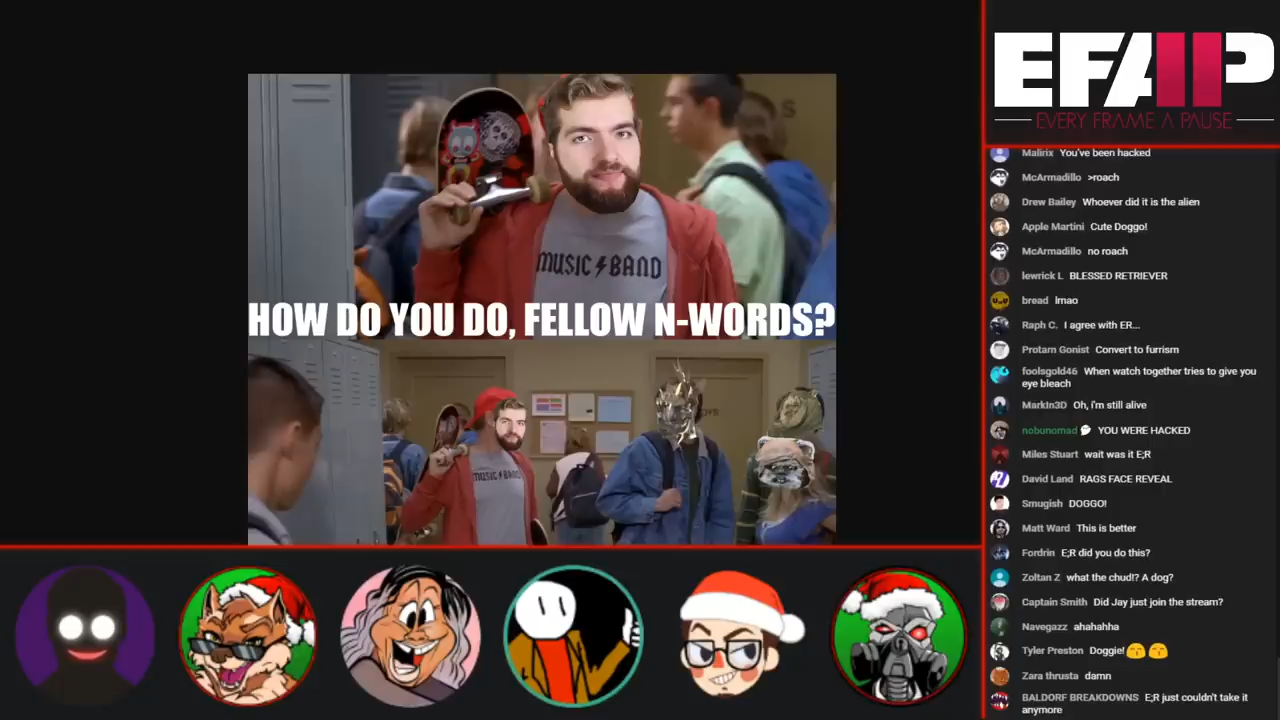 MUSIC BAND
HOW DO YOU DO, FELLOW N-WORDS?
MUSIC BAND
EFAP
EVERY FRAME A PAUSE
Malirix You've been hacked
McArmadillo >roach
Drew Bailey Whoever did it is the alien
Apple Martini Cute Doggo!
McArmadillo no roach
lewrick L BLESSED RETRIEVER
bread lmao
Raph C. I agree with ER...
Protarn Gonist Convert to furrism
foolsgold46 When watch together tries to give you
eye bleach
MarkIn3D Oh, i'm still alive
nobunomad YOU WERE HACKED
Miles Stuart wait was it E;R
David Land RAGS FACE REVEAL
Smugish DOGGO!
Matt Ward This is better
Fordrin E;R did you do this?
Zoltan Z what the chud!? A dog?
Captain Smith Did Jay just join the stream?
Navegazz ahahahha
Tyler Preston Doggie!
Zara thrusta damn
BALDORF BREAKDOWNS E;R just couldn't take it
anymore